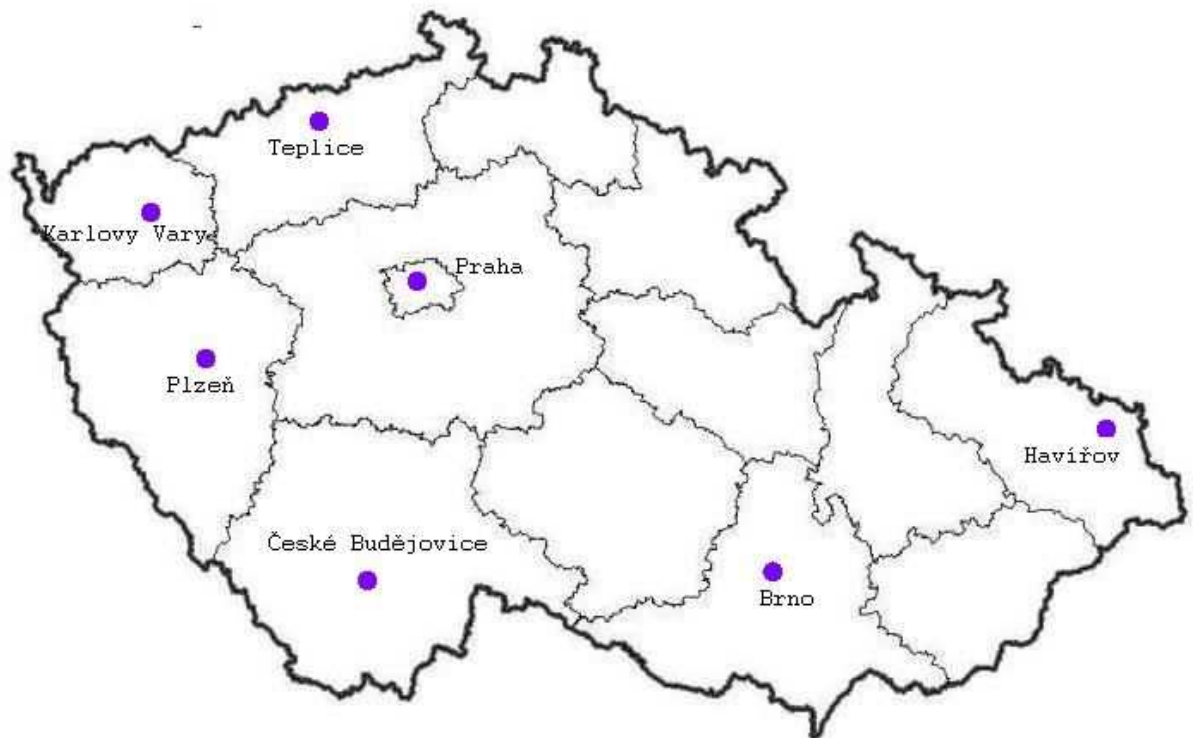 Teplice
Karlovy Vary
Praha
Plzeň
Havířov
České Budějovice
Brno